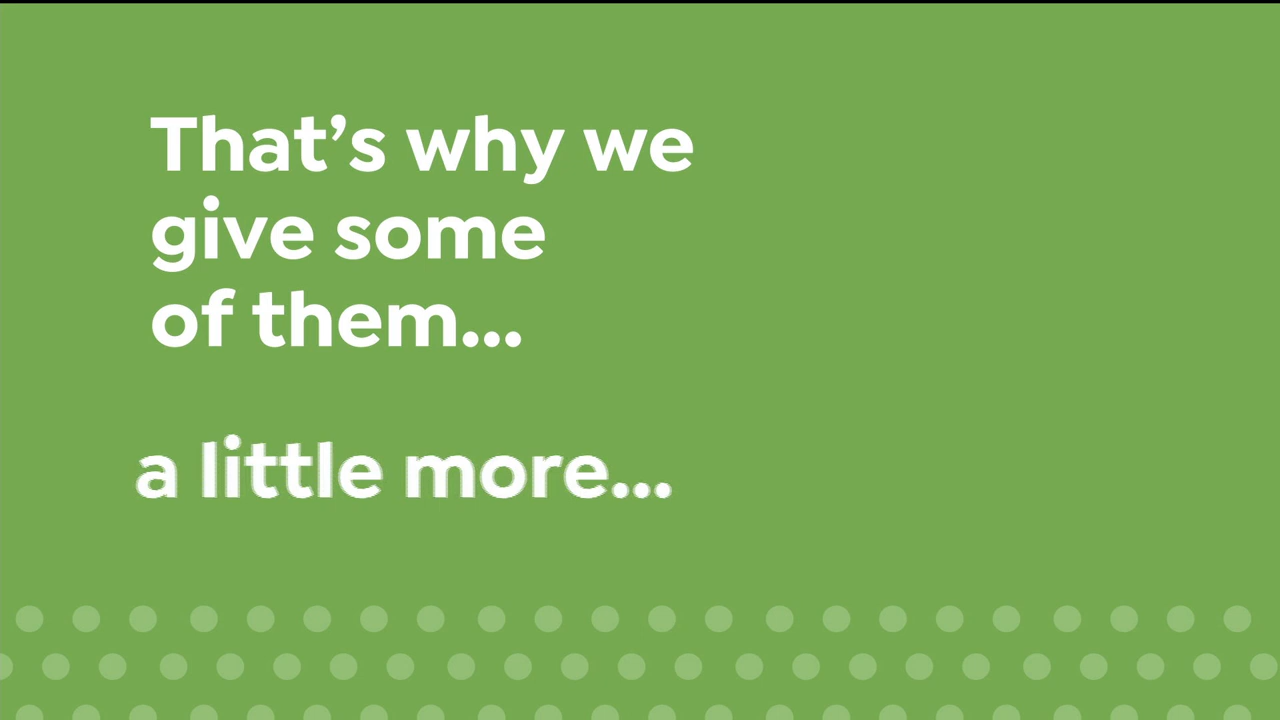 That’s why we
give some
of them...
a little more...